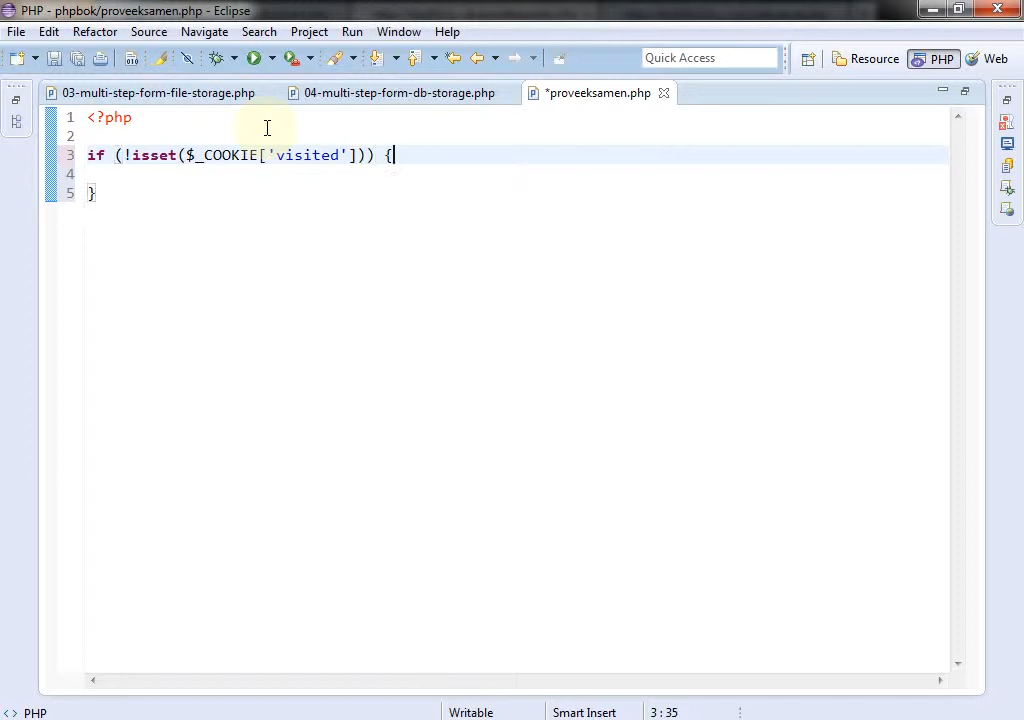 PHP - phpbok/proveeksamen.php - Eclipse
File Edit Refactor Source Navigate Search Project Run Window Help
Quick Access Resource PHP Web
03-multi-step-form-file-storage.php 04-multi-step-form-db-storage.php *proveeksamen.php
1 <?php
2
3 if (!isset($_COOKIE['visited'])) {
4
5 }
PHP Writable Smart Insert 3 : 35